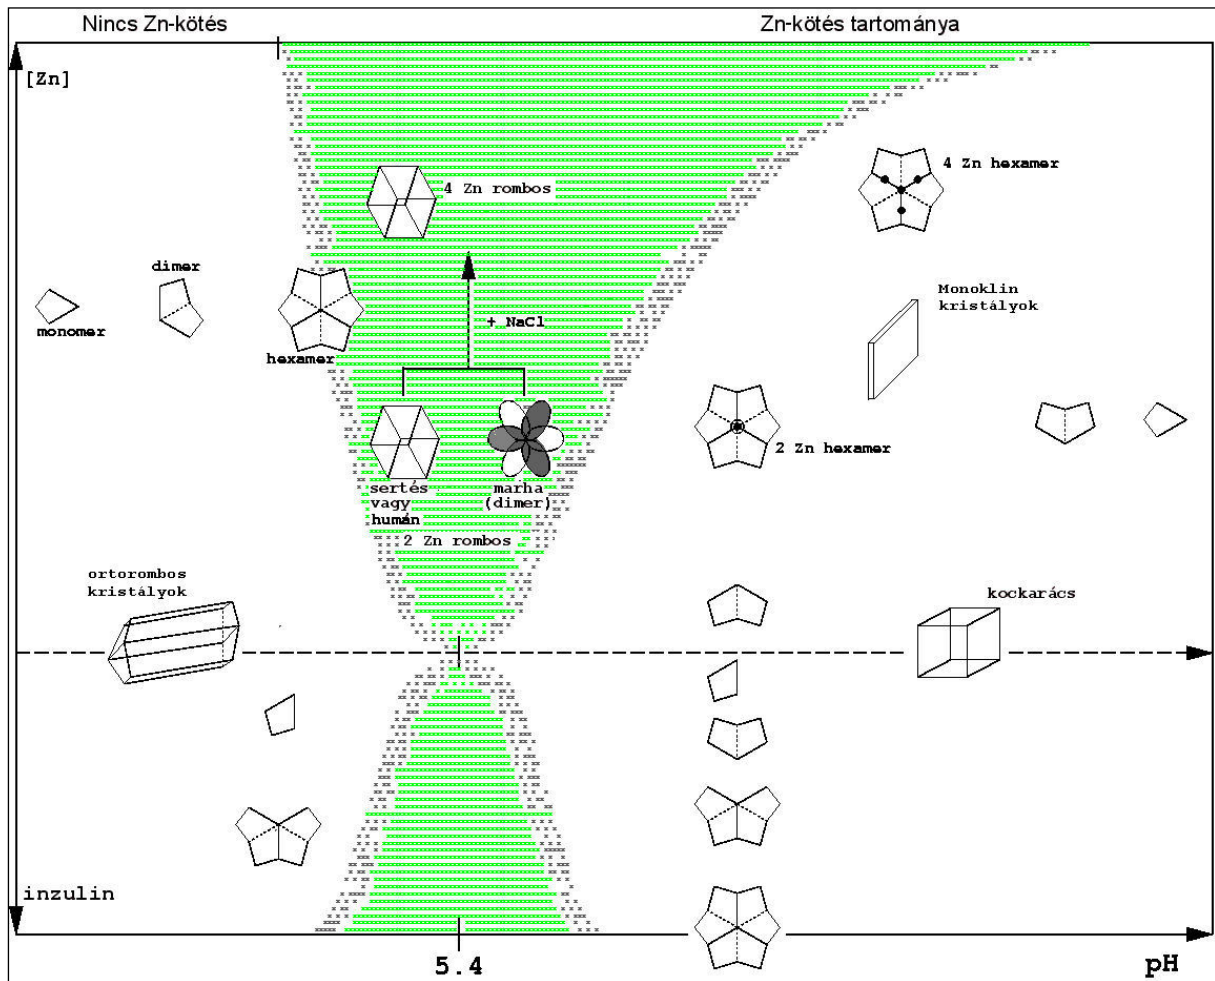 Nincs Zn-kötés
Zn-kötés tartománya
[Zn]
4 Zn hexamer
4 Zn rombos
dimer
monomer
hexamer
+ NaCl
Monoklin
kristályok
2 Zn hexamer
sertés
vagy
humán
marha
(dimer)
2 Zn rombos
ortorombos
kristályok
kockarács
inzulin
5.4
pH